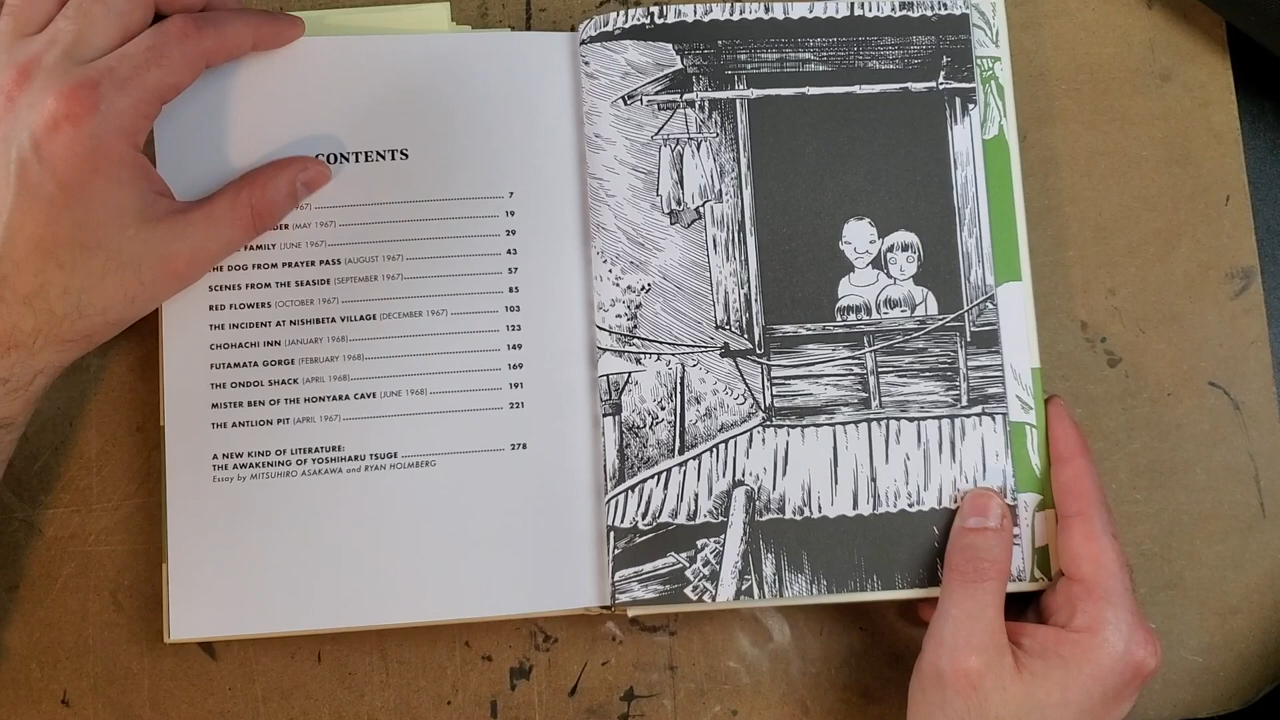 CONTENTS
967) 7
DER (MAY 1967) 19
FAMILY (JUNE 1967) 29
THE DOG FROM PRAYER PASS (AUGUST 1967) 43
SCENES FROM THE SEASIDE (SEPTEMBER 1967) 57
RED FLOWERS (OCTOBER 1967) 85
THE INCIDENT AT NISHIBETA VILLAGE (DECEMBER 1967) 103
CHOHACHI INN (JANUARY 1968) 123
FUTAMATA GORGE (FEBRUARY 1968) 149
THE ONDOL SHACK (APRIL 1968) 169
MISTER BEN OF THE HONYARA CAVE (JUNE 1968) 191
THE ANTLION PIT (APRIL 1967) 221
A NEW KIND OF LITERATURE:
THE AWAKENING OF YOSHIHARU TSUGE 278
Essay by MITSUHIRO ASAKAWA and RYAN HOLMBERG